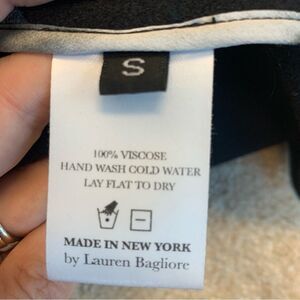 S
100% VISCOSE
HAND WASH COLD WATER
LAY FLAT TO DRY
MADE IN NEW YORK
by Lauren Bagliore